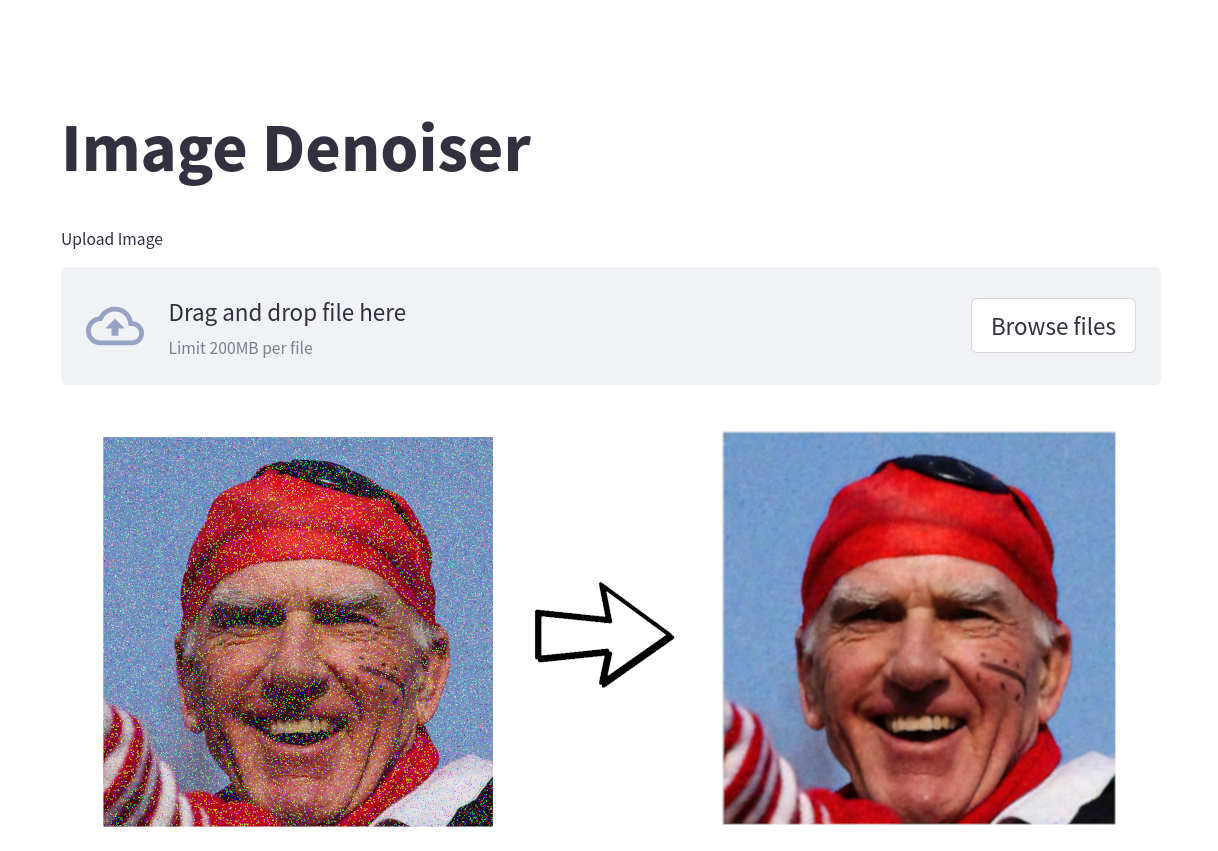 Image Denoiser
Upload Image
Drag and drop file here
Limit 200MB per file
Browse files